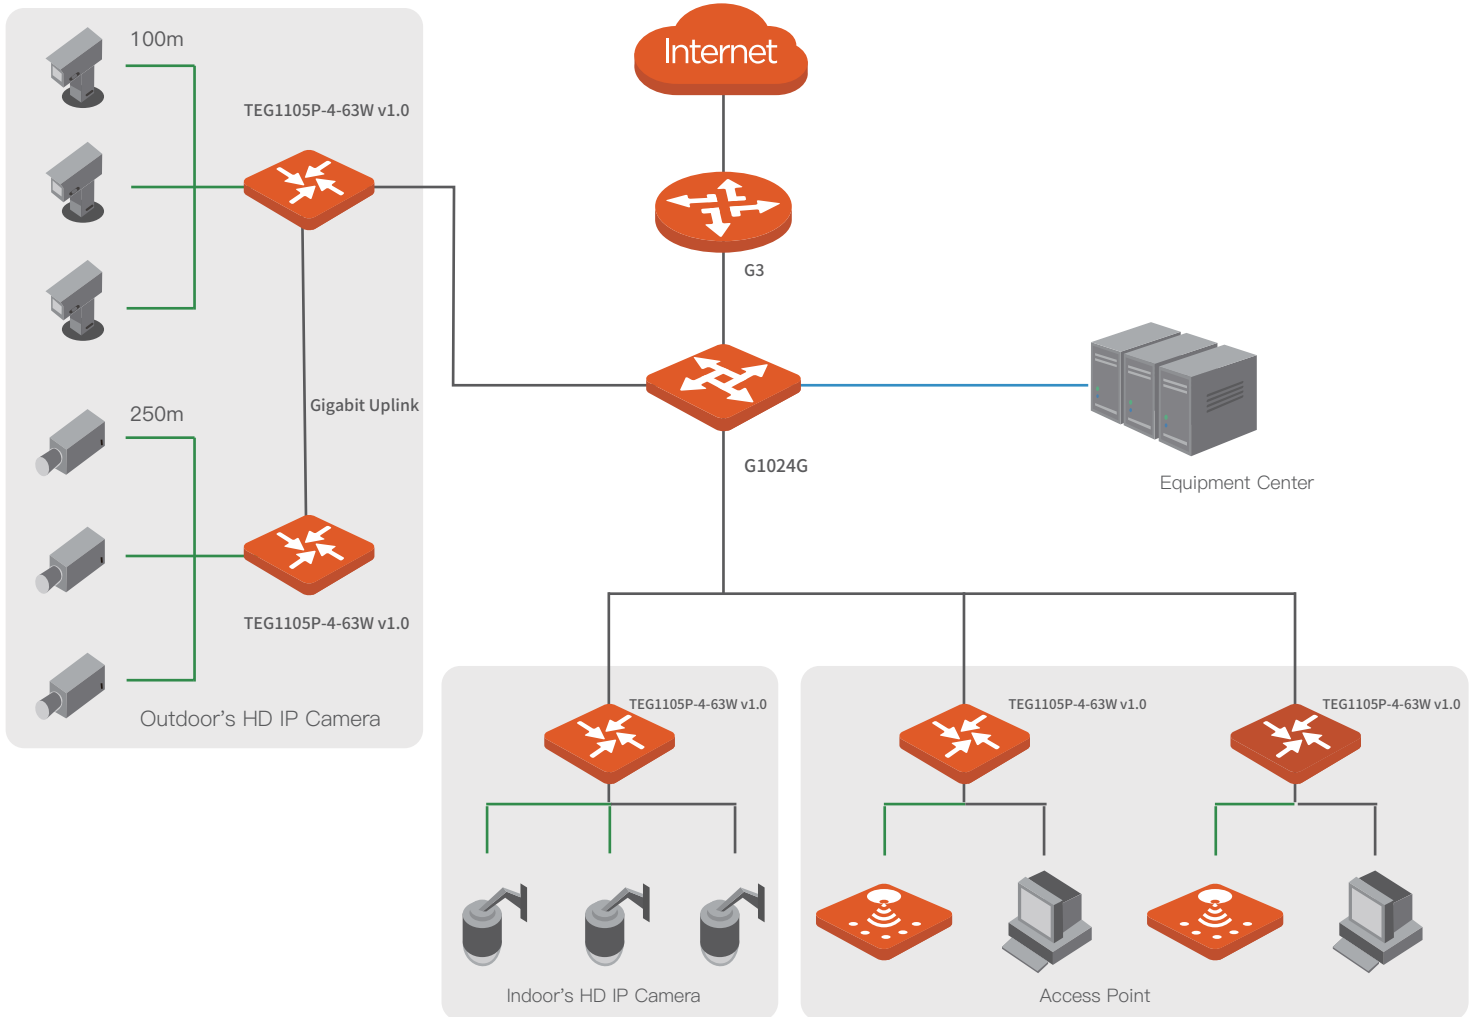 100m
TEG1105P-4-63W v1.0
Internet
G3
250m
Gigabit Uplink
G1024G
Equipment Center
TEG1105P-4-63W v1.0
Outdoor's HD IP Camera
TEG1105P-4-63W v1.0
TEG1105P-4-63W v1.0
TEG1105P-4-63W v1.0
Indoor's HD IP Camera
Access Point